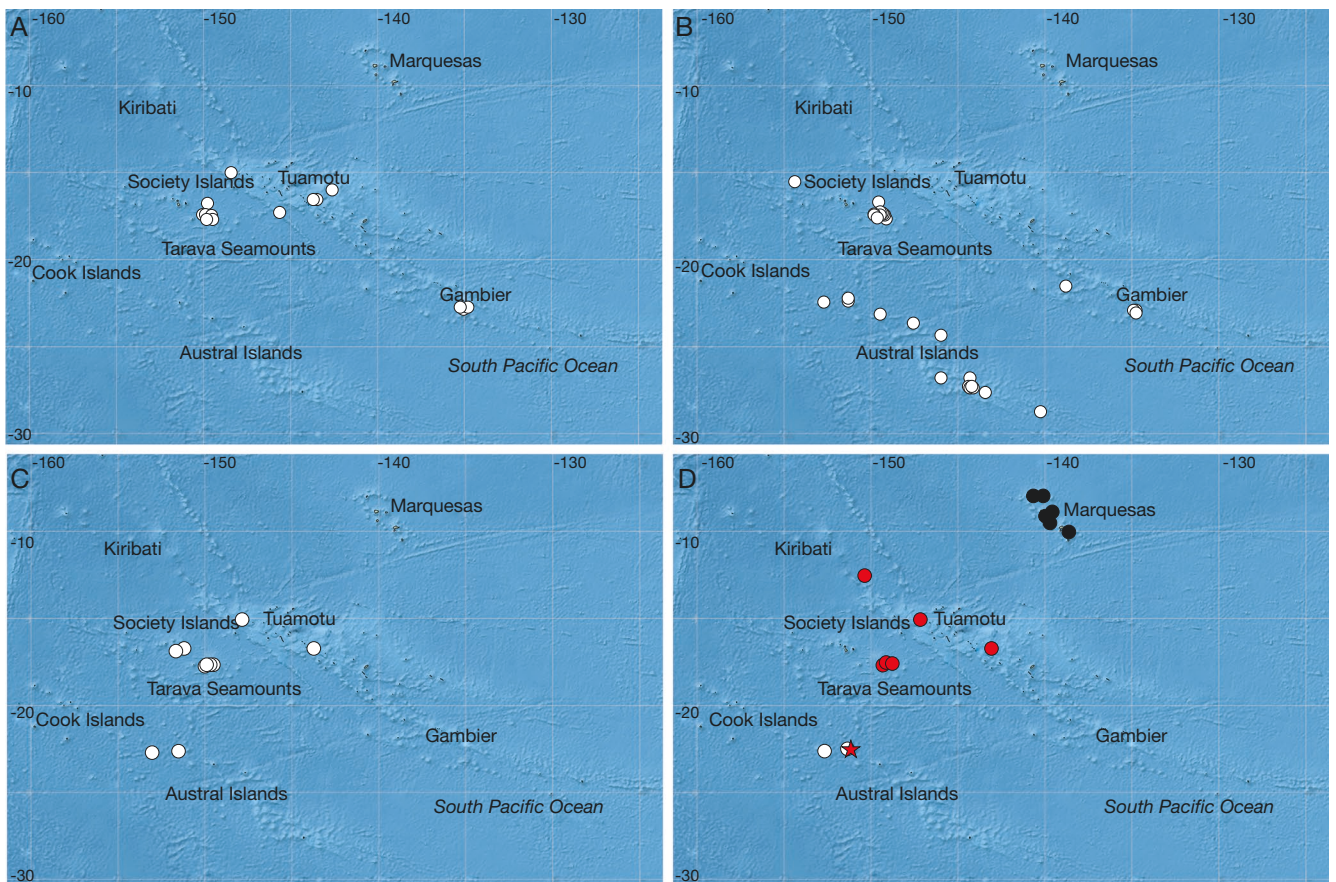 A
-160
-150
-140
-130
Marquesas
-10
Kiribati
Society Islands
Tuamotu
Tarava Seamounts
-20
Cook Islands
Gambier
Austral Islands
South Pacific Ocean
-30
B
-160
-150
-140
-130
Marquesas
-10
Kiribati
Society Islands
Tuamotu
Tarava Seamounts
-20
Cook Islands
Gambier
Austral Islands
South Pacific Ocean
-30
C
-160
-150
-140
-130
Marquesas
-10
Kiribati
Society Islands
Tuamotu
Tarava Seamounts
-20
Cook Islands
Gambier
Austral Islands
South Pacific Ocean
-30
D
-160
-150
-140
-130
Marquesas
-10
Kiribati
Society Islands
Tuamotu
Tarava Seamounts
-20
Cook Islands
Gambier
Austral Islands
South Pacific Ocean
-30